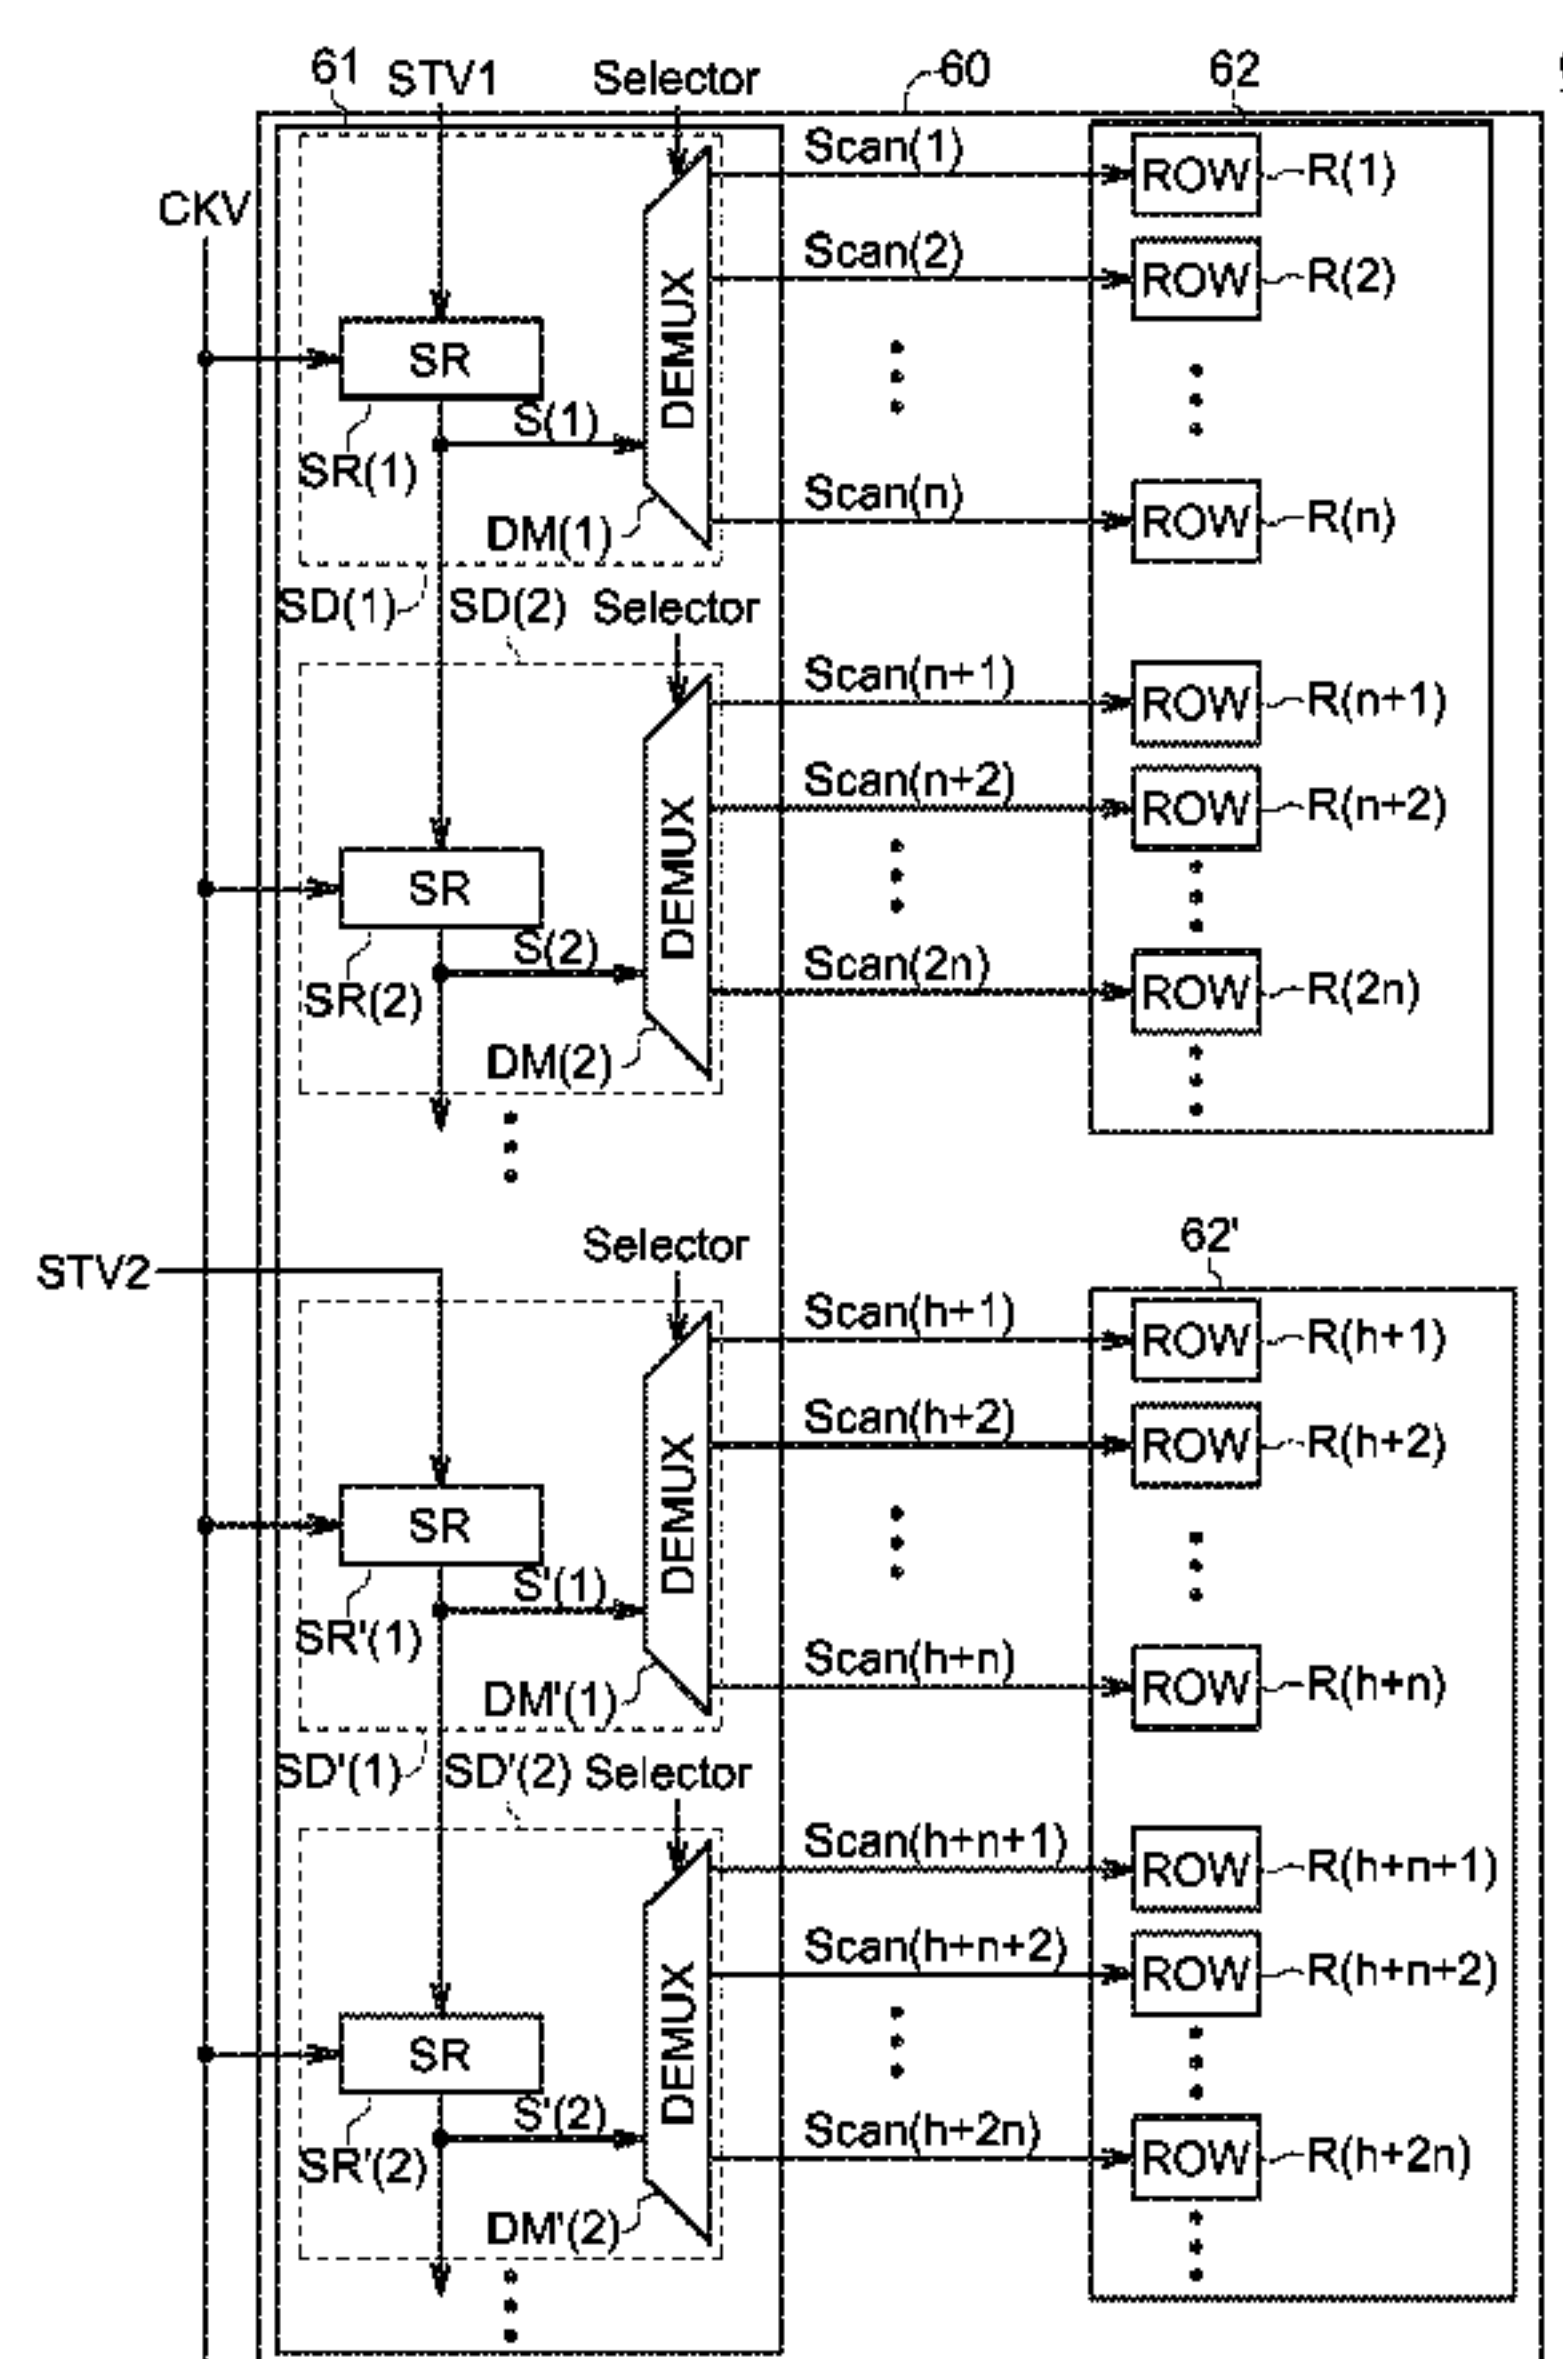 61 STV1 Selector 60 62
CKV
Scan(1) ROW R(1)
Scan(2) ROW R(2)
SR DEMUX
S(1)
SR(1)
Scan(n) ROW R(n)
DM(1)
SD(1) SD(2) Selector
Scan(n+1) ROW R(n+1)
Scan(n+2) ROW R(n+2)
SR DEMUX
S(2)
SR(2)
Scan(2n) ROW R(2n)
DM(2)
STV2 Selector 62'
Scan(h+1) ROW R(h+1)
Scan(h+2) ROW R(h+2)
SR DEMUX
S'(1)
SR'(1)
Scan(h+n) ROW R(h+n)
DM'(1)
SD'(1) SD'(2) Selector
Scan(h+n+1) ROW R(h+n+1)
Scan(h+n+2) ROW R(h+n+2)
SR DEMUX
S'(2)
SR'(2)
Scan(h+2n) ROW R(h+2n)
DM'(2)